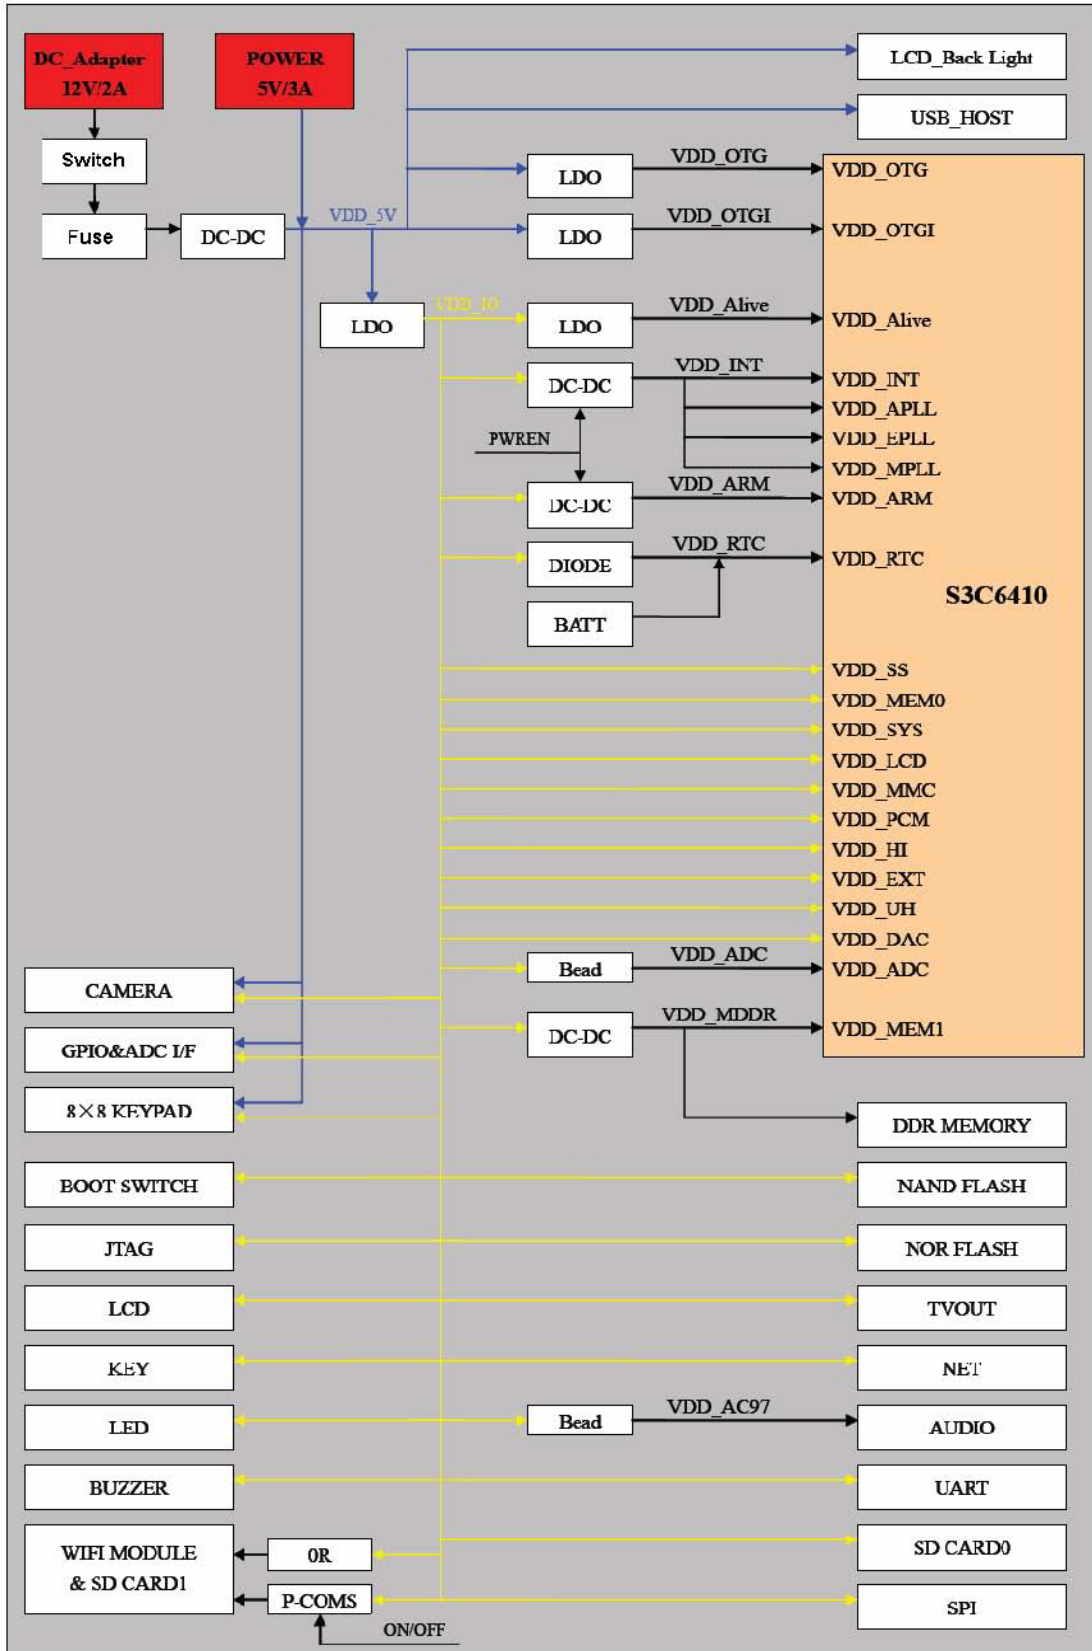 DC_Adapter
12V/2A
POWER
5V/3A
LCD_Back Light
USB_HOST
Switch
Fuse
DC-DC
VDD_5V
LDO
VDD_OTG
VDD_OTG
LDO
VDD_OTGI
VDD_OTGI
LDO
VDD_IO
LDO
VDD_Alive
VDD_Alive
DC-DC
VDD_INT
VDD_INT
VDD_APLL
VDD_EPLL
VDD_MPLL
PWREN
DC-DC
VDD_ARM
VDD_ARM
DIODE
VDD_RTC
VDD_RTC
BATT
S3C6410
VDD_SS
VDD_MEM0
VDD_SYS
VDD_LCD
VDD_MMC
VDD_PCM
VDD_HI
VDD_EXT
VDD_UH
VDD_DAC
Bead
VDD_ADC
VDD_ADC
DC-DC
VDD_MDDR
VDD_MEM1
CAMERA
GPIO&ADC I/F
8×8 KEYPAD
DDR MEMORY
BOOT SWITCH
NAND FLASH
JTAG
NOR FLASH
LCD
TVOUT
KEY
NET
LED
Bead
VDD_AC97
AUDIO
BUZZER
UART
WIFI MODULE
& SD CARD1
0R
SD CARD0
P-COMS
SPI
ON/OFF